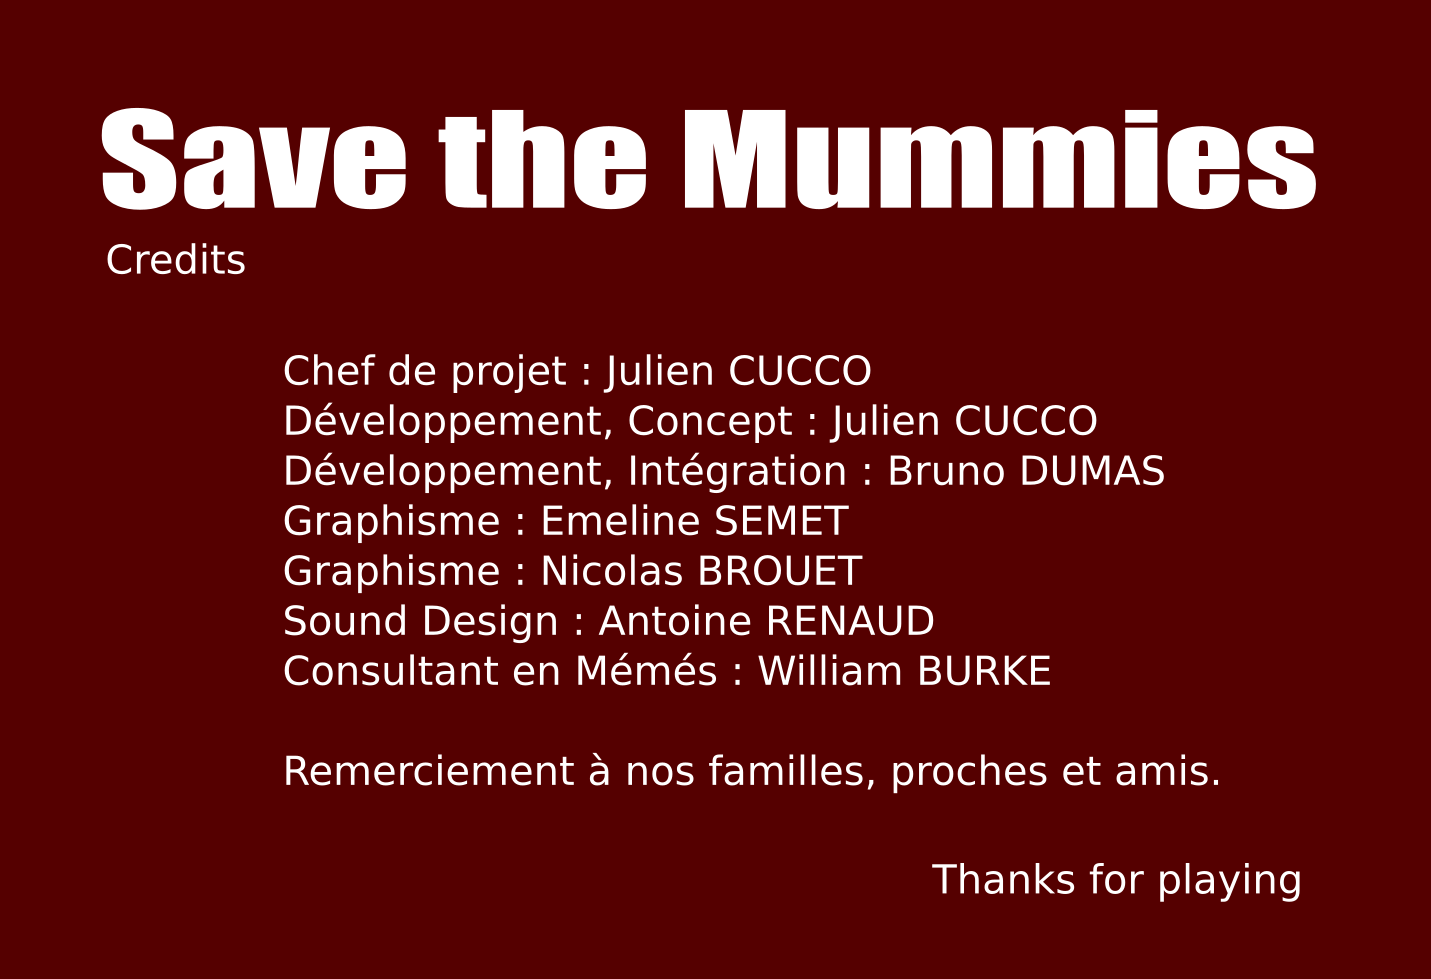 Save the Mummies
Credits
Chef de projet : Julien CUCCO
Développement, Concept : Julien CUCCO
Développement, Intégration : Bruno DUMAS
Graphisme : Emeline SEMET
Graphisme : Nicolas BROUET
Sound Design : Antoine RENAUD
Consultant en Mémés : William BURKE
Remerciement à nos familles, proches et amis.
Thanks for playing